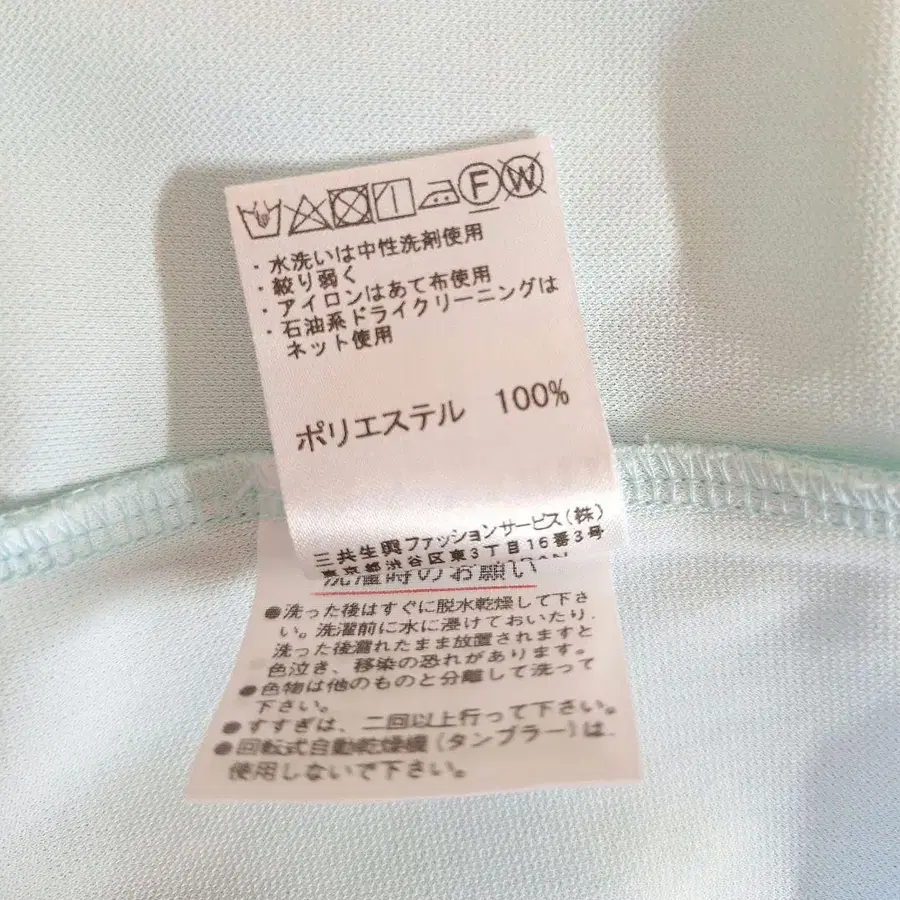 F W
・水洗いは中性洗剤使用
・絞り弱く
・アイロンはあて布使用
・石油系ドライクリーニングは
ネット使用
ポリエステル 100%
三共生興ファッションサービス(株)
東京都渋谷区東3丁目16番3号
洗濯時のお願い
●洗った後はすぐに脱水乾燥して下さ
い。洗濯前に水に浸けておいたり、
洗った後濡れたまま放置されますと
色泣き、移染の恐れがあります。
●色物は他のものと分離して洗って
下さい。
●すすぎは、二回以上行って下さい。
●回転式自動乾燥機(タンブラー)は、
使用しないで下さい。